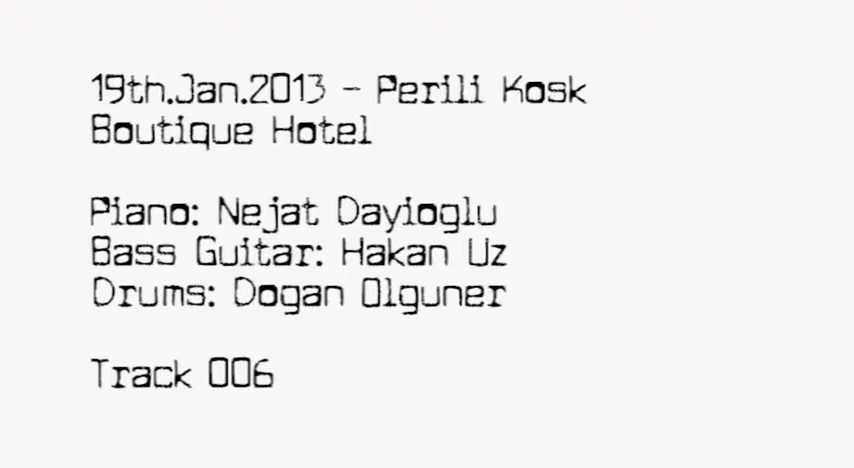 19th.Jan.2013 - Perili Kosk
Boutique Hotel
Piano: Nejat Dayioglu
Bass Guitar: Hakan Uz
Drums: Dogan Olguner
Track 006